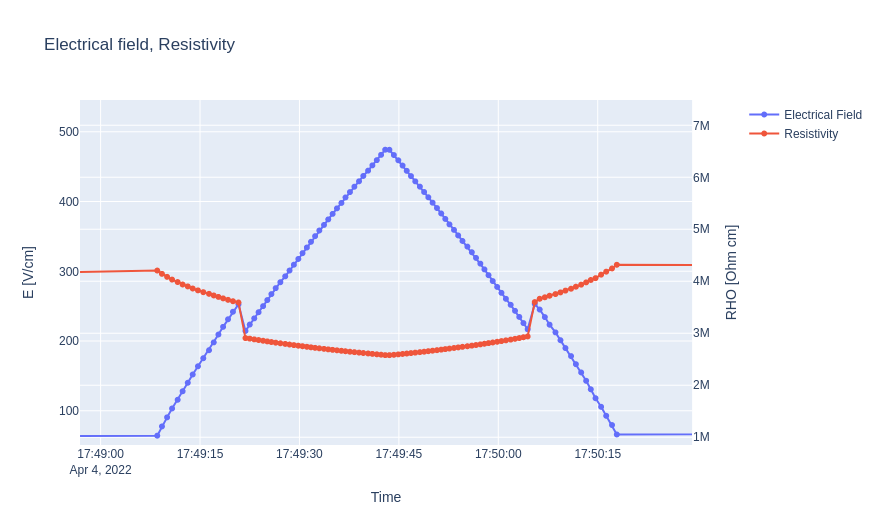 Electrical field, Resistivity
Electrical Field
Resistivity
500
400
300
200
100
E [V/cm]
7M
6M
5M
4M
3M
2M
1M
RHO [Ohm cm]
17:49:00 17:49:15 17:49:30 17:49:45 17:50:00 17:50:15
Apr 4, 2022
Time